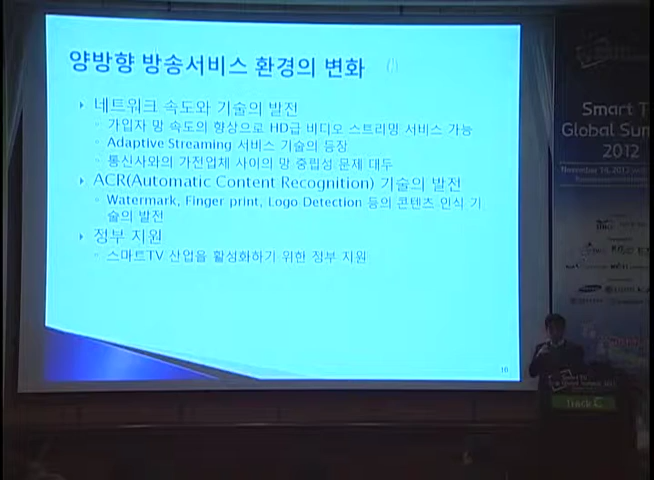 양방향 방송서비스 환경의 변화
네트워크 속도와 기술의 발전
가입자 망 속도의 향상으로 HD급 비디오 스트리밍 서비스 가능
Adaptive Streaming 서비스 기술의 등장
통신사와의 가전업체 사이의 망 중립성 문제 대두
ACR(Automatic Content Recognition) 기술의 발전
Watermark, Finger print, Logo Detection 등의 콘텐츠 인식 기
술의 발전
정부 지원
스마트TV 산업을 활성화하기 위한 정부 지원
10
Smart T
Global Sum
2012
November 14, 2012
Track C